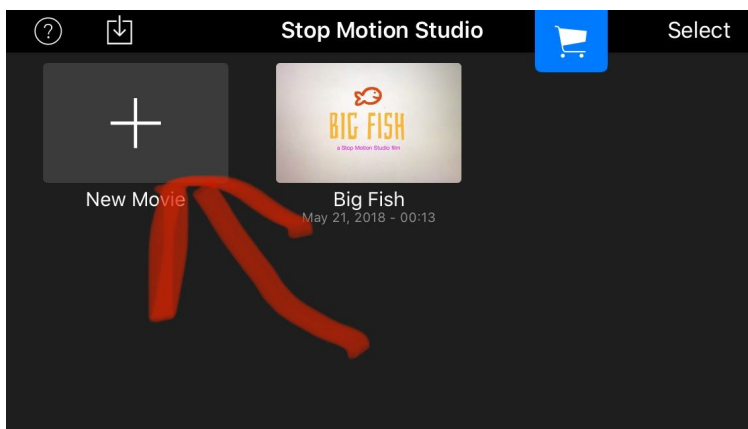 Stop Motion Studio
Select
BIG FISH
a Stop Motion Studio film
New Movie
Big Fish
May 21, 2018 - 00:13